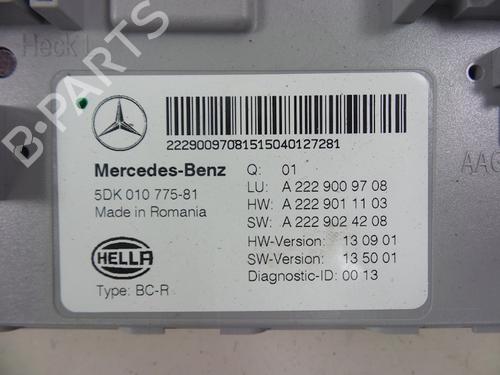 Heck 1
22290097081515040127281
Mercedes-Benz
5DK 010 775-81
Made in Romania
HELLA
Type: BC-R
Q: 01
LU: A 222 900 97 08
HW: A 222 901 11 03
SW: A 222 902 42 08
HW-Version: 13 09 01
SW-Version: 13 50 01
Diagnostic-ID: 00 13
B-PARTS